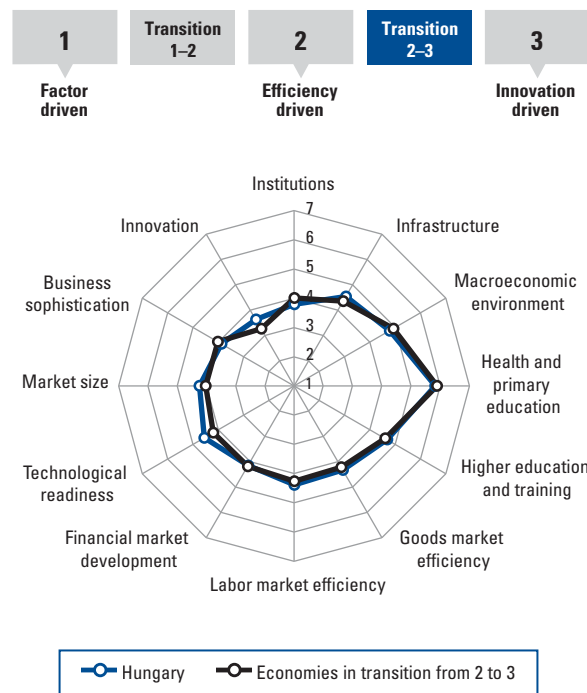 1
Transition
1–2
2
Transition
2–3
3
Factor
driven
Efficiency
driven
Innovation
driven
Institutions
Innovation
Infrastructure
Business
sophistication
Macroeconomic
environment
Market size
Health and
primary
education
Technological
readiness
Higher education
and training
Financial market
development
Goods market
efficiency
Labor market efficiency
7
6
5
4
3
2
1
Hungary
Economies in transition from 2 to 3